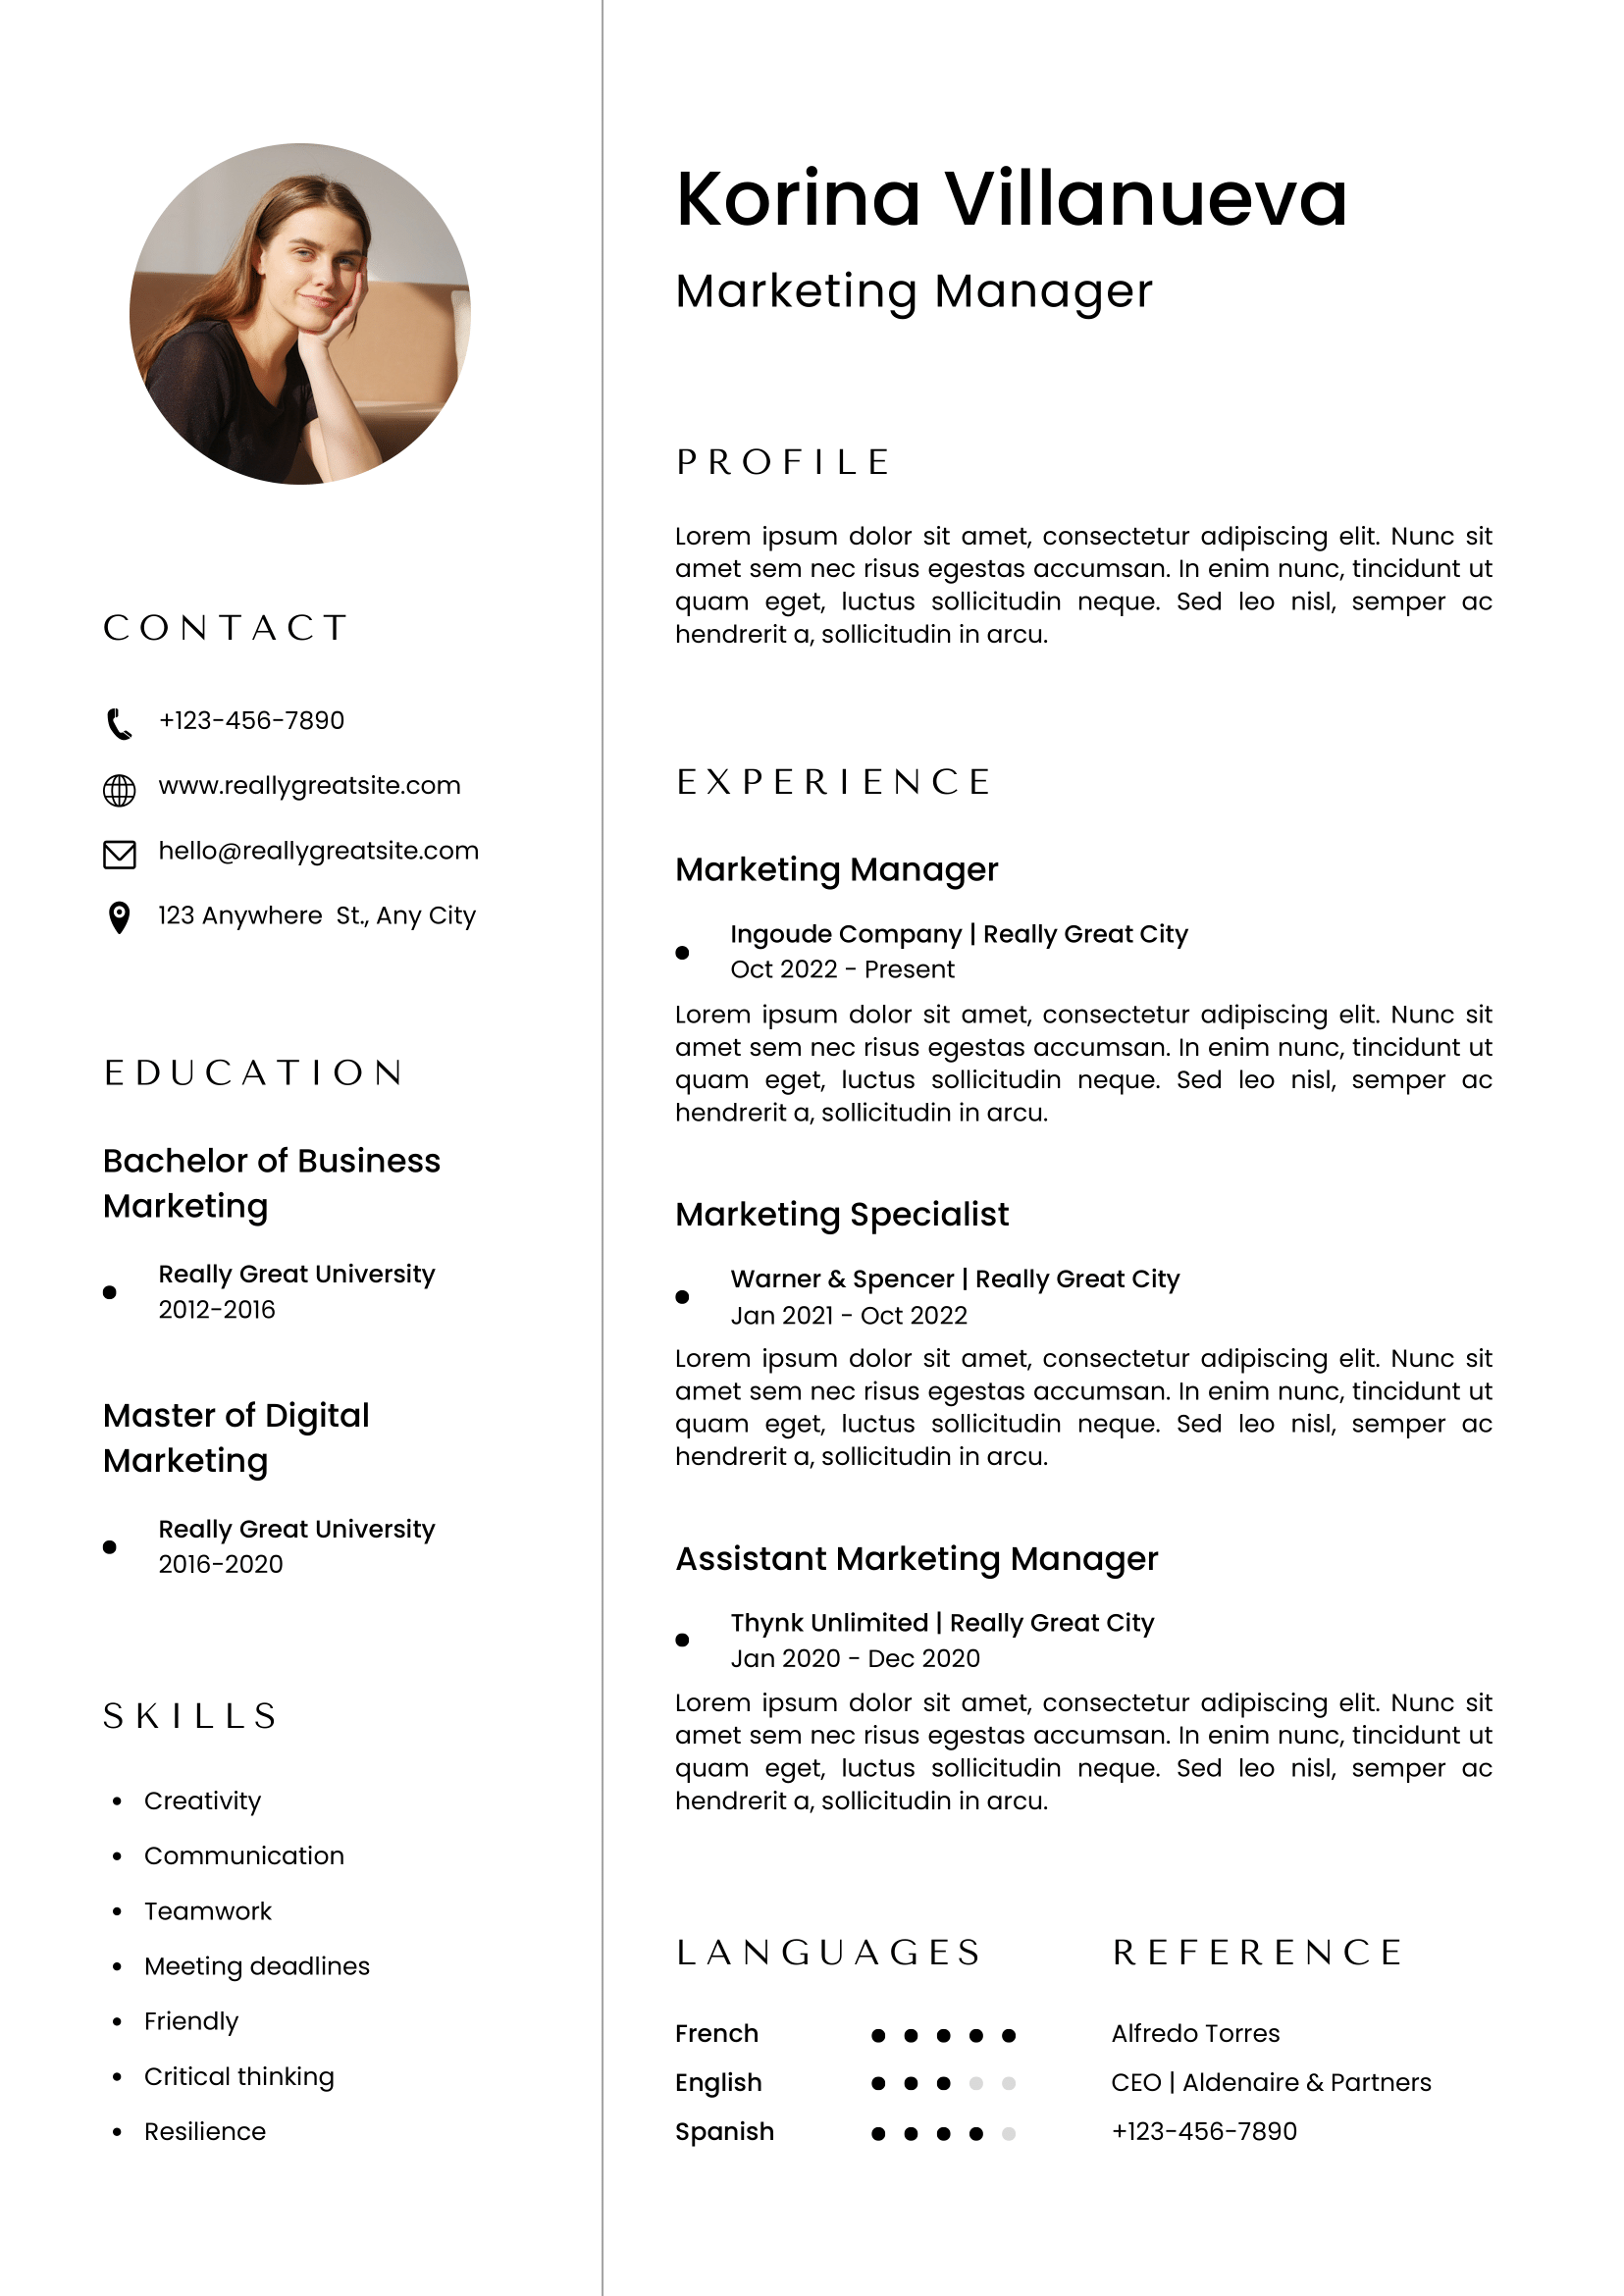 Korina Villanueva
Marketing Manager
CONTACT
+123-456-7890
www.reallygreatsite.com
hello@reallygreatsite.com
123 Anywhere St., Any City
EDUCATION
Bachelor of Business
Marketing
Really Great University
2012-2016
Master of Digital
Marketing
Really Great University
2016-2020
SKILLS
• Creativity
• Communication
• Teamwork
• Meeting deadlines
• Friendly
• Critical thinking
• Resilience
PROFILE
Lorem ipsum dolor sit amet, consectetur adipiscing elit. Nunc sit
amet sem nec risus egestas accumsan. In enim nunc, tincidunt ut
quam eget, luctus sollicitudin neque. Sed leo nisl, semper ac
hendrerit a, sollicitudin in arcu.
EXPERIENCE
Marketing Manager
Ingoude Company | Really Great City
Oct 2022 - Present
Lorem ipsum dolor sit amet, consectetur adipiscing elit. Nunc sit
amet sem nec risus egestas accumsan. In enim nunc, tincidunt ut
quam eget, luctus sollicitudin neque. Sed leo nisl, semper ac
hendrerit a, sollicitudin in arcu.
Marketing Specialist
Warner & Spencer | Really Great City
Jan 2021 - Oct 2022
Lorem ipsum dolor sit amet, consectetur adipiscing elit. Nunc sit
amet sem nec risus egestas accumsan. In enim nunc, tincidunt ut
quam eget, luctus sollicitudin neque. Sed leo nisl, semper ac
hendrerit a, sollicitudin in arcu.
Assistant Marketing Manager
Thynk Unlimited | Really Great City
Jan 2020 - Dec 2020
Lorem ipsum dolor sit amet, consectetur adipiscing elit. Nunc sit
amet sem nec risus egestas accumsan. In enim nunc, tincidunt ut
quam eget, luctus sollicitudin neque. Sed leo nisl, semper ac
hendrerit a, sollicitudin in arcu.
LANGUAGES
French
English
Spanish
REFERENCE
Alfredo Torres
CEO | Aldenaire & Partners
+123-456-7890